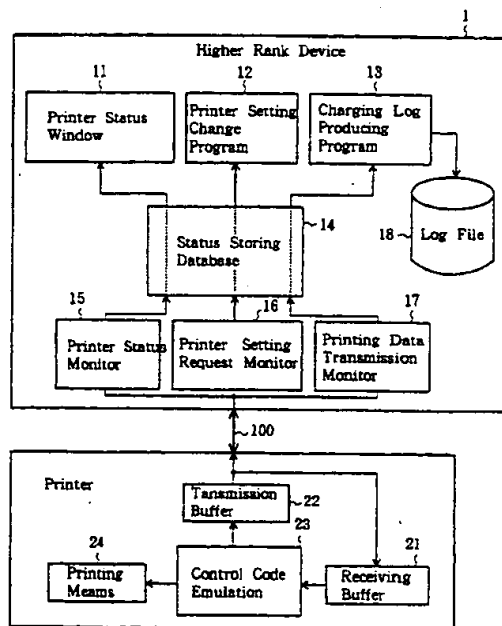 1
Higher Rank Device
11
12
13
Printer Status
Window
Printer Setting
Change
Program
Charging Log
Producing
Program
14
Status Storing
Database
18
Log File
15
16
17
Printer Status
Monitor
Printer Setting
Request Monitor
Printing Data
Transmission
Monitor
100
Printer
Tansmission
Buffer
22
23
24
21
Printing
Meams
Control Code
Emulation
Receiving
Buffer